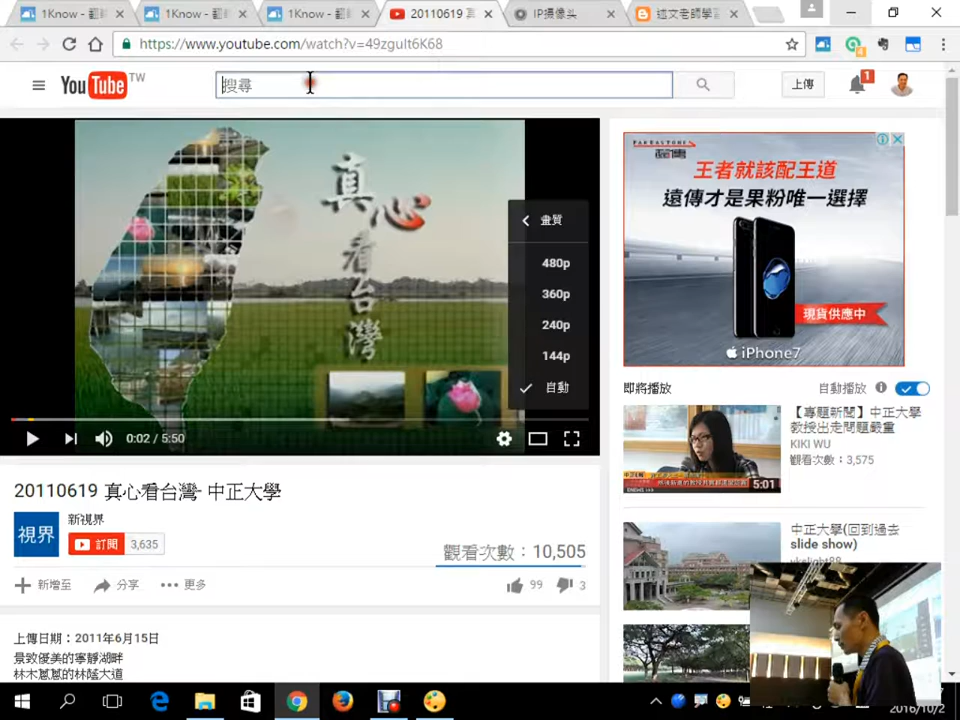 1Know - 翻
1Know - 翻
1Know - 翻
20110619 真
IP摄像头
述文老師學習
https://www.youtube.com/watch?v=49zgult6K68
YouTube TW
搜尋
上傳
1
真心看台灣
畫質
480p
360p
240p
144p
自動
0:02 / 5:50
王者就該配王道
遠傳才是果粉唯一選擇
現貨供應中
iPhone7
即將播放
自動播放
【專題新聞】中正大學
教授出走問題嚴重
KIKI WU
觀看次數：3,575
5:01
中正大學(回到過去
slide show)
20110619 真心看台灣- 中正大學
視界
新視界
訂閱 3,635
觀看次數：10,505
新增至
分享
更多
99
3
上傳日期：2011年6月15日
景致優美的寧靜湖畔
林木蔥蔥的林蔭大道
2016/10/2